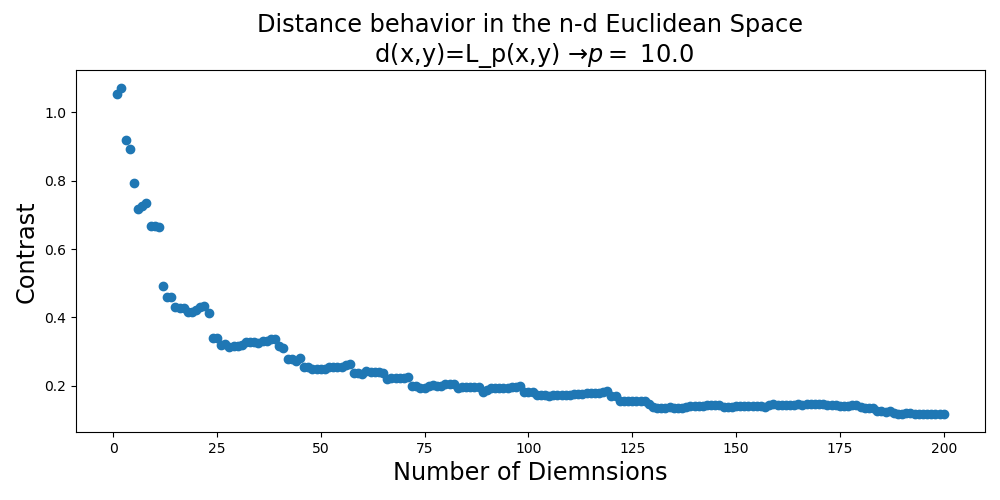 Distance behavior in the n-d Euclidean Space
d(x,y)=L_p(x,y) →p = 10.0
Contrast
1.0
0.8
0.6
0.4
0.2
0 25 50 75 100 125 150 175 200
Number of Diemnsions